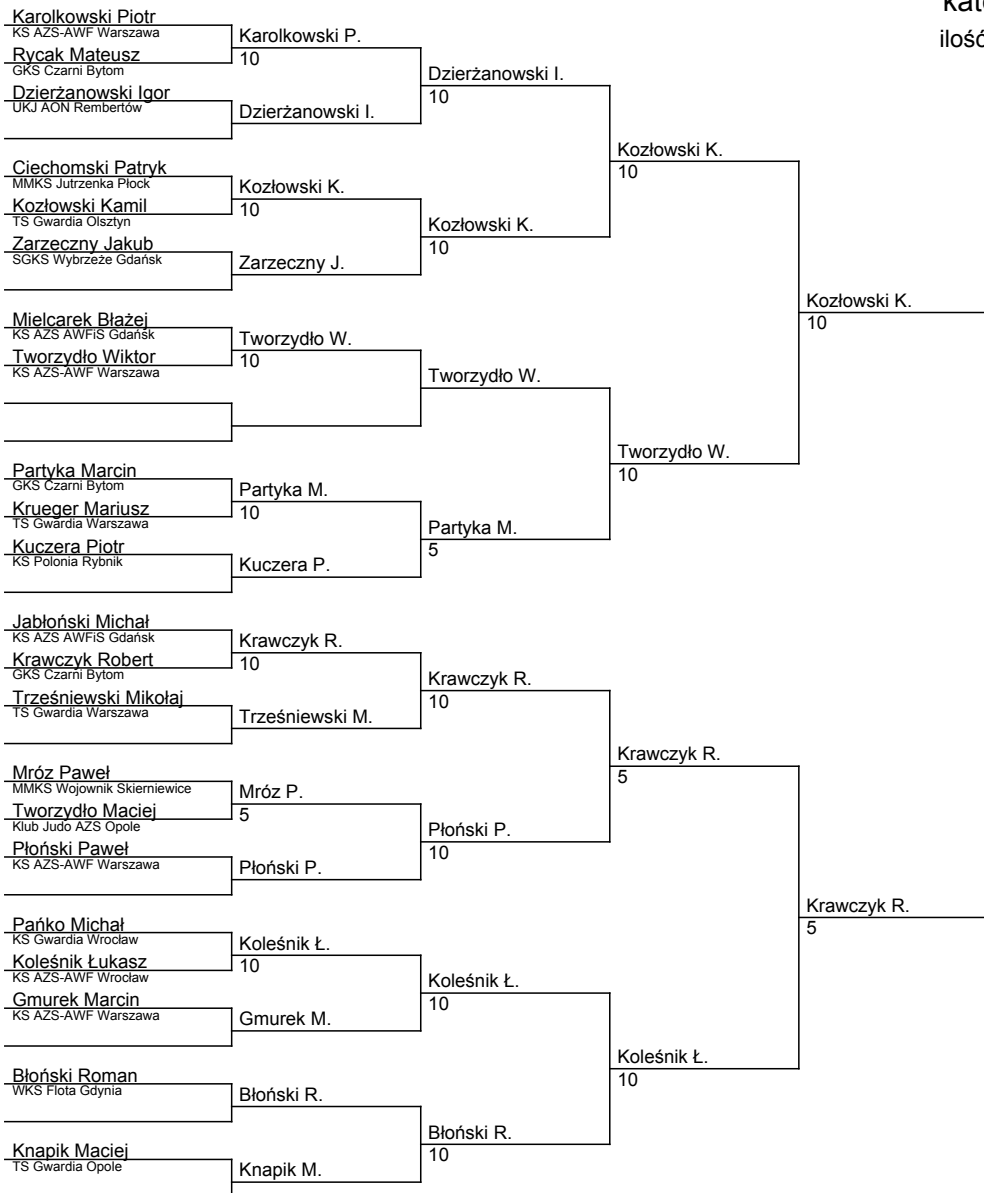 Karolkowski Piotr
KS AZS-AWF Warszawa
Rycak Mateusz
GKS Czarni Bytom
Dzierżanowski Igor
UKJ AON Rembertów
Ciechomski Patryk
MMKS Jutrzenka Płock
Kozłowski Kamil
TS Gwardia Olsztyn
Zarzeczny Jakub
SGKS Wybrzeże Gdańsk
Mielcarek Błażej
KS AZS AWFiS Gdańsk
Tworzydło Wiktor
KS AZS-AWF Warszawa
Partyka Marcin
GKS Czarni Bytom
Krueger Mariusz
TS Gwardia Warszawa
Kuczera Piotr
KS Polonia Rybnik
Jabłoński Michał
KS AZS AWFiS Gdańsk
Krawczyk Robert
GKS Czarni Bytom
Trześniewski Mikołaj
TS Gwardia Warszawa
Mróz Paweł
MMKS Wojownik Skierniewice
Tworzydło Maciej
Klub Judo AZS Opole
Płoński Paweł
KS AZS-AWF Warszawa
Pańko Michał
KS Gwardia Wrocław
Koleśnik Łukasz
KS AZS-AWF Wrocław
Gmurek Marcin
KS AZS-AWF Warszawa
Błoński Roman
WKS Flota Gdynia
Knapik Maciej
TS Gwardia Opole
Karolkowski P.
10
Dzierżanowski I.
Kozłowski K.
10
Zarzeczny J.
Tworzydło W.
10
Partyka M.
10
Kuczera P.
Krawczyk R.
10
Trześniewski M.
Mróz P.
5
Płoński P.
Koleśnik Ł.
10
Gmurek M.
Błoński R.
Knapik M.
Dzierżanowski I.
10
Kozłowski K.
10
Tworzydło W.
Partyka M.
5
Krawczyk R.
10
Płoński P.
10
Koleśnik Ł.
10
Błoński R.
10
Kozłowski K.
10
Tworzydło W.
10
Krawczyk R.
5
Koleśnik Ł.
10
Kozłowski K.
10
Krawczyk R.
5
ilość